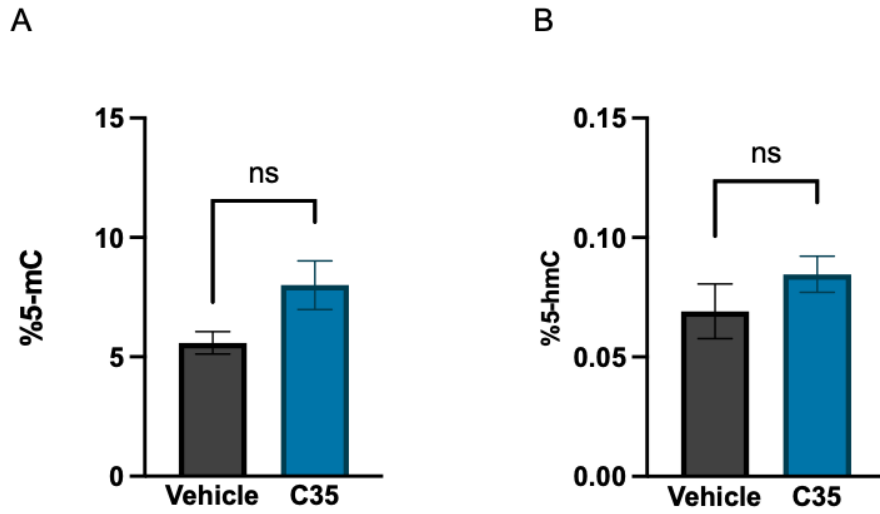 A
15
10
5
0
%5-mC
ns
Vehicle C35
B
0.15
0.10
0.05
0.00
%5-hmC
ns
Vehicle C35